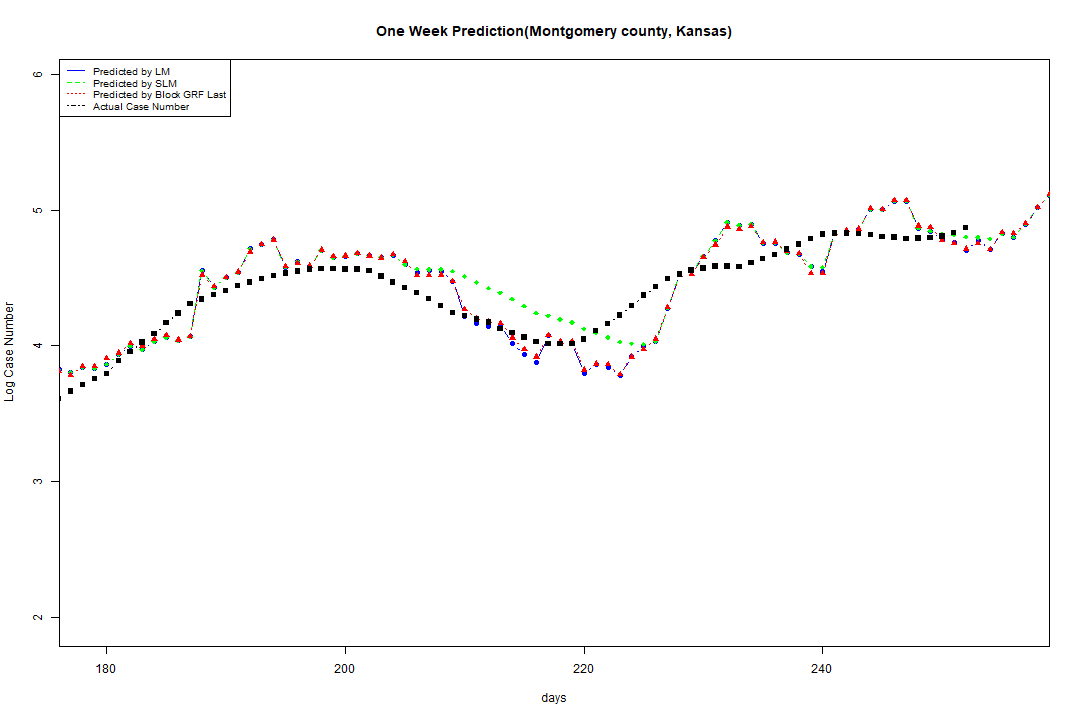 One Week Prediction(Montgomery county, Kansas)
Predicted by LM
Predicted by SLM
Predicted by Block GRF Last
Actual Case Number
6
5
4
3
2
Log Case Number
180
200
220
240
days